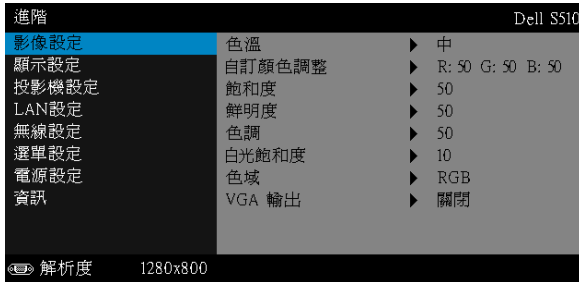 進階 Dell S510
影像設定 色溫 中
顯示設定 自訂顏色調整 R: 50 G: 50 B: 50
投影機設定 飽和度 50
LAN設定 鮮明度 50
無線設定 色調 50
選單設定 白光飽和度 10
電源設定 色域 RGB
資訊 VGA 輸出 關閉
解析度 1280x800